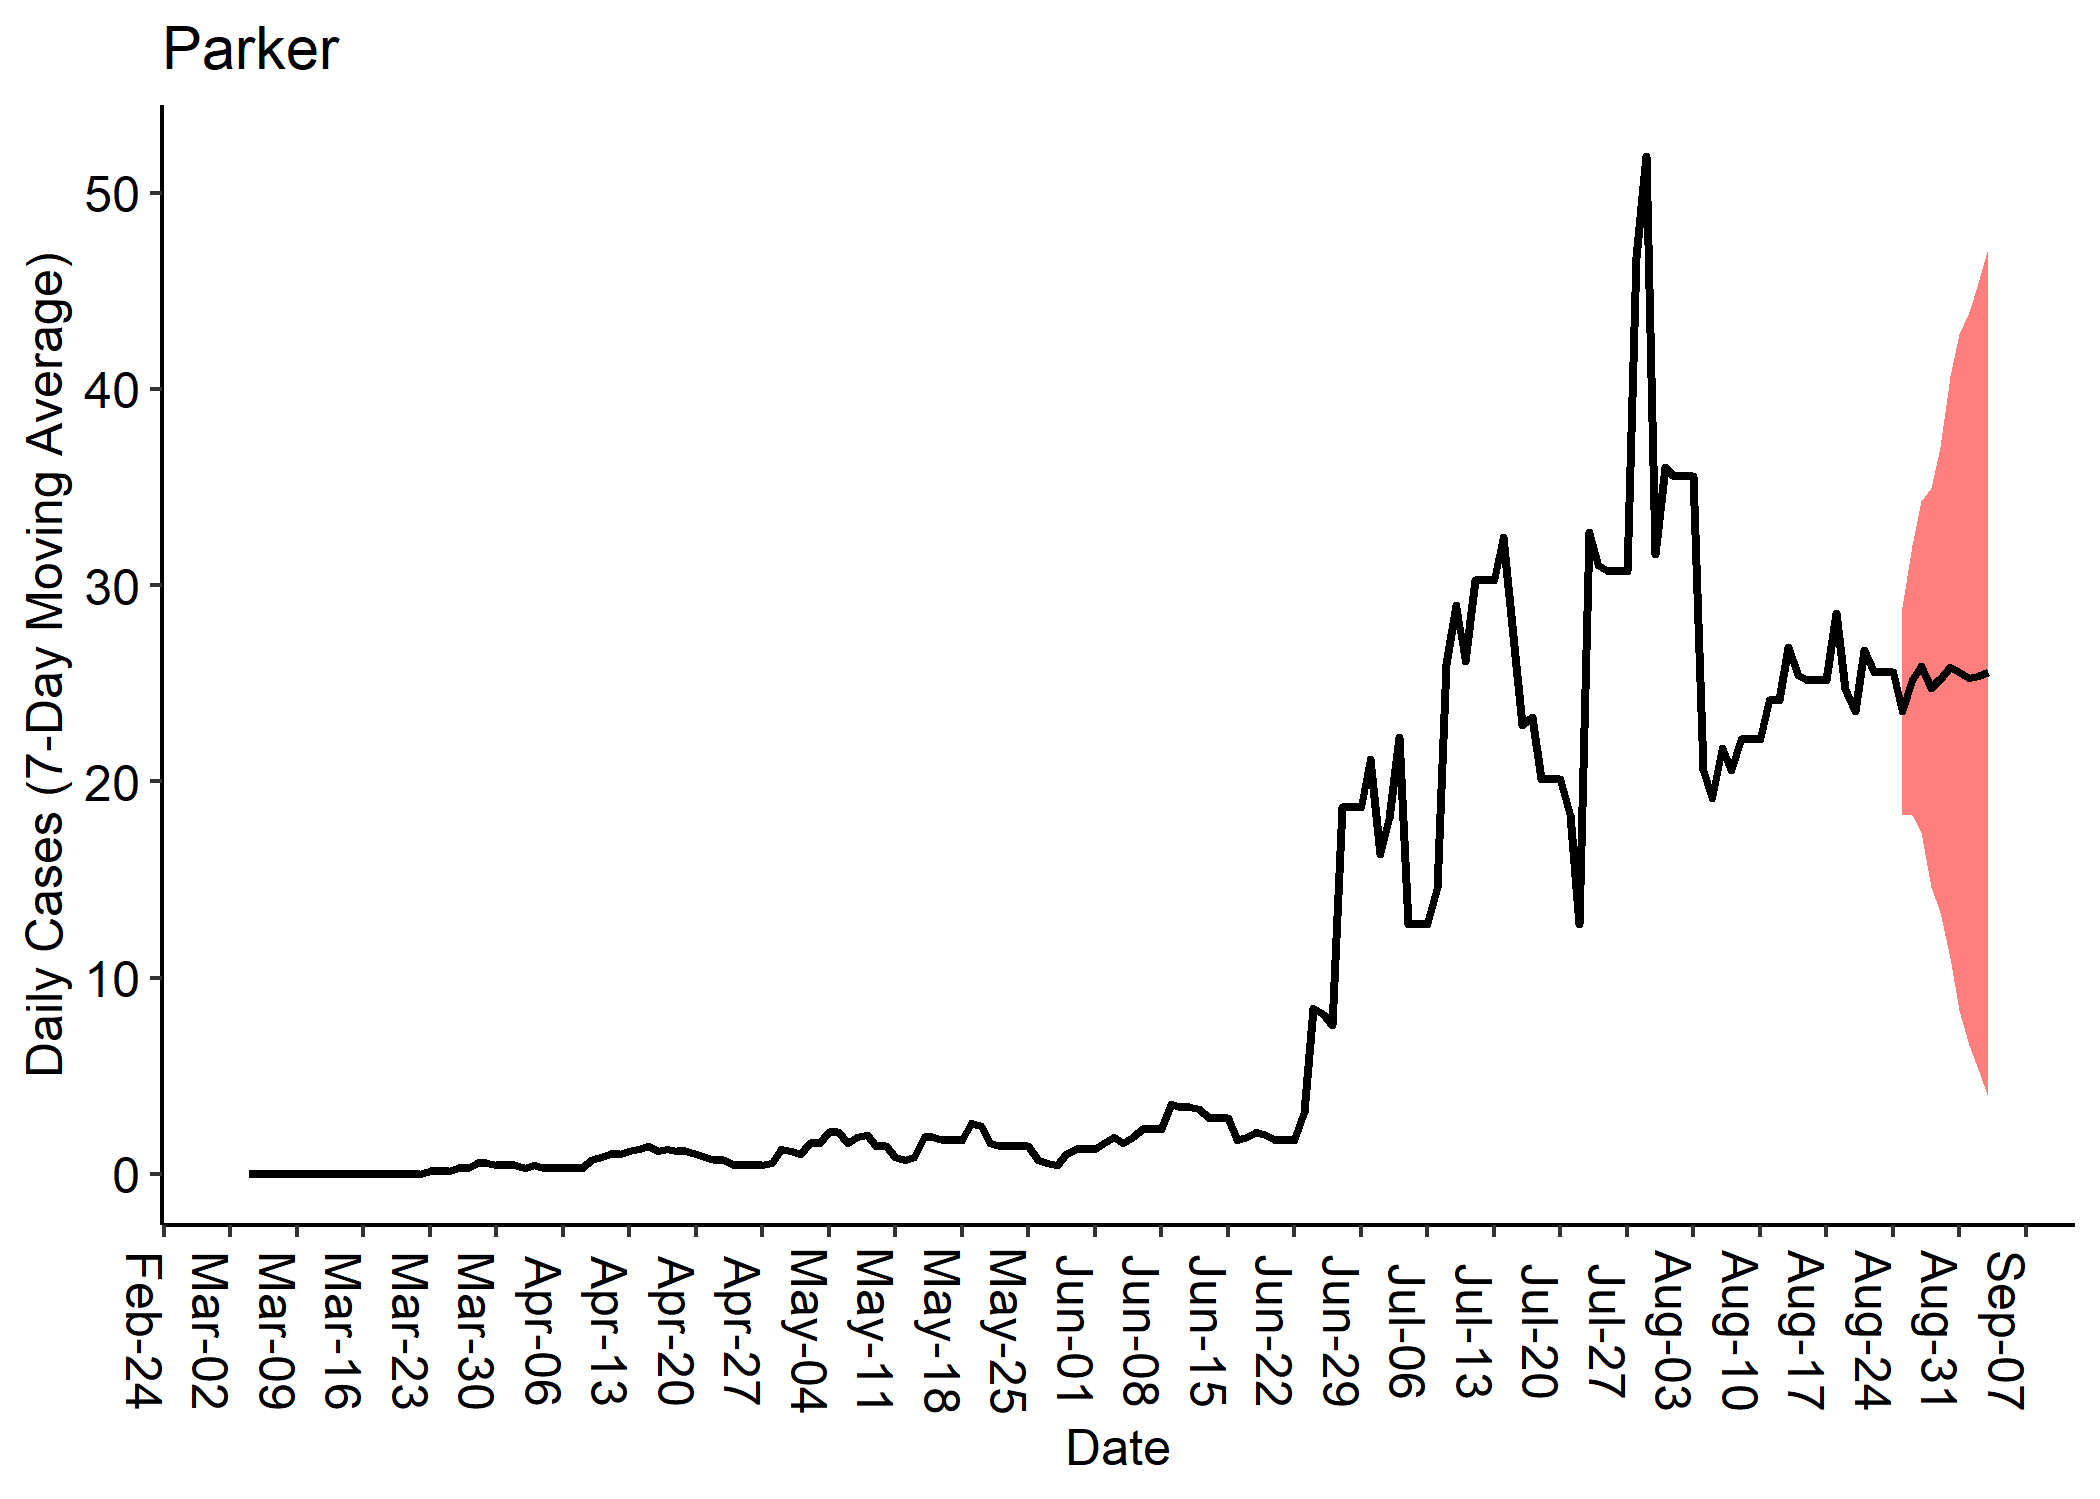 Parker
Daily Cases (7-Day Moving Average)
50
40
30
20
10
0
Feb-24
Mar-02
Mar-09
Mar-16
Mar-23
Mar-30
Apr-06
Apr-13
Apr-20
Apr-27
May-04
May-11
May-18
May-25
Jun-01
Jun-08
Jun-15
Jun-22
Jun-29
Jul-06
Jul-13
Jul-20
Jul-27
Aug-03
Aug-10
Aug-17
Aug-24
Aug-31
Sep-07
Date